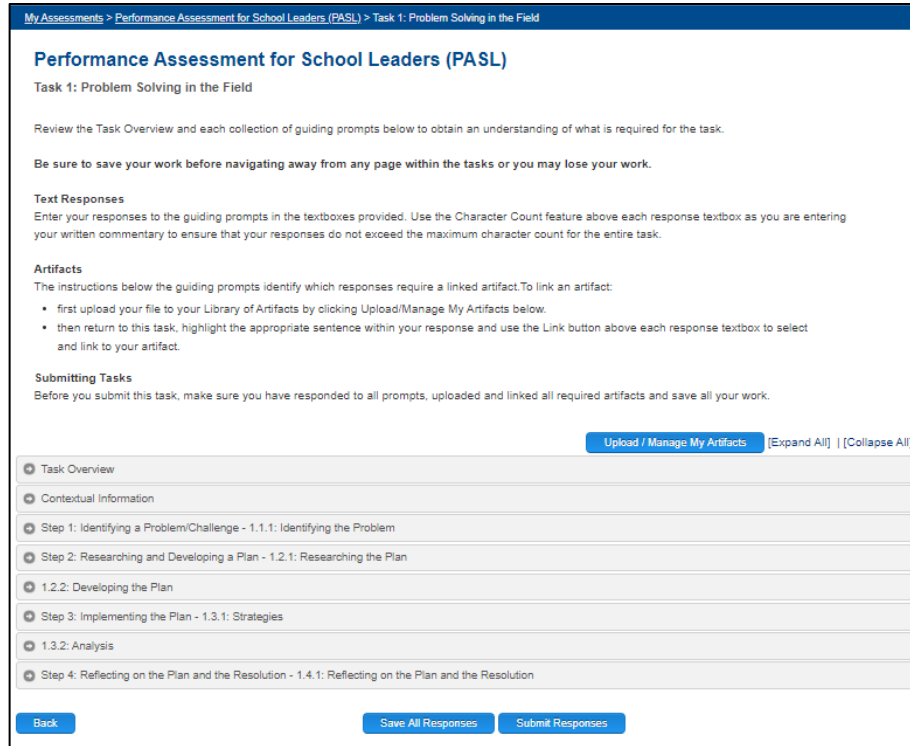 My Assessments > Performance Assessment for School Leaders (PASL) > Task 1: Problem Solving in the Field
Performance Assessment for School Leaders (PASL)
Task 1: Problem Solving in the Field
Review the Task Overview and each collection of guiding prompts below to obtain an understanding of what is required for the task.
Be sure to save your work before navigating away from any page within the tasks or you may lose your work.
Text Responses
Enter your responses to the guiding prompts in the textboxes provided. Use the Character Count feature above each response textbox as you are entering
your written commentary to ensure that your responses do not exceed the maximum character count for the entire task.
Artifacts
The instructions below the guiding prompts identify which responses require a linked artifact.To link an artifact:
• first upload your file to your Library of Artifacts by clicking Upload/Manage My Artifacts below.
• then return to this task, highlight the appropriate sentence within your response and use the Link button above each response textbox to select
and link to your artifact.
Submitting Tasks
Before you submit this task, make sure you have responded to all prompts, uploaded and linked all required artifacts and save all your work.
Upload / Manage My Artifacts [Expand All] | [Collapse All]
Task Overview
Contextual Information
Step 1: Identifying a Problem/Challenge - 1.1.1: Identifying the Problem
Step 2: Researching and Developing a Plan - 1.2.1: Researching the Plan
1.2.2: Developing the Plan
Step 3: Implementing the Plan - 1.3.1: Strategies
1.3.2: Analysis
Step 4: Reflecting on the Plan and the Resolution - 1.4.1: Reflecting on the Plan and the Resolution
Back Save All Responses Submit Responses